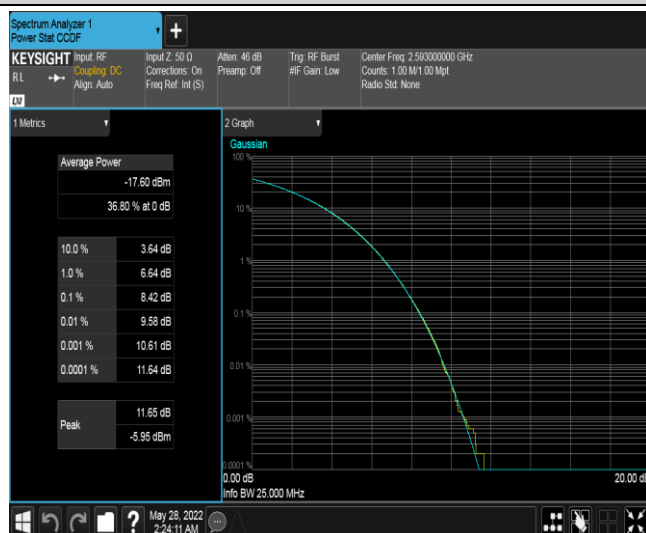 Spectrum Analyzer 1
Power Stat CCDF
+
KEYSIGHT
RL
LXI
Input: RF
Coupling: DC
Align: Auto
Input Z: 50 Ω
Corrections: On
Freq Ref: Int (S)
Atten: 46 dB
Preamp: Off
Trig: RF Burst
#IF Gain: Low
Center Freq: 2.593000000 GHz
Counts: 1.00 M/1.00 Mpt
Radio Std: None
1 Metrics
Average Power
-17.60 dBm
36.80 % at 0 dB
10.0 % 3.64 dB
1.0 % 6.64 dB
0.1 % 8.42 dB
0.01 % 9.58 dB
0.001 % 10.61 dB
0.0001 % 11.64 dB
Peak
11.65 dB
-5.95 dBm
2 Graph
Gaussian
100 %
10 %
1 %
0.1 %
0.01 %
0.001 %
0.0001 %
0.00 dB
20.00 dB
Info BW 25.000 MHz
?
May 28, 2022
2:24:11 AM